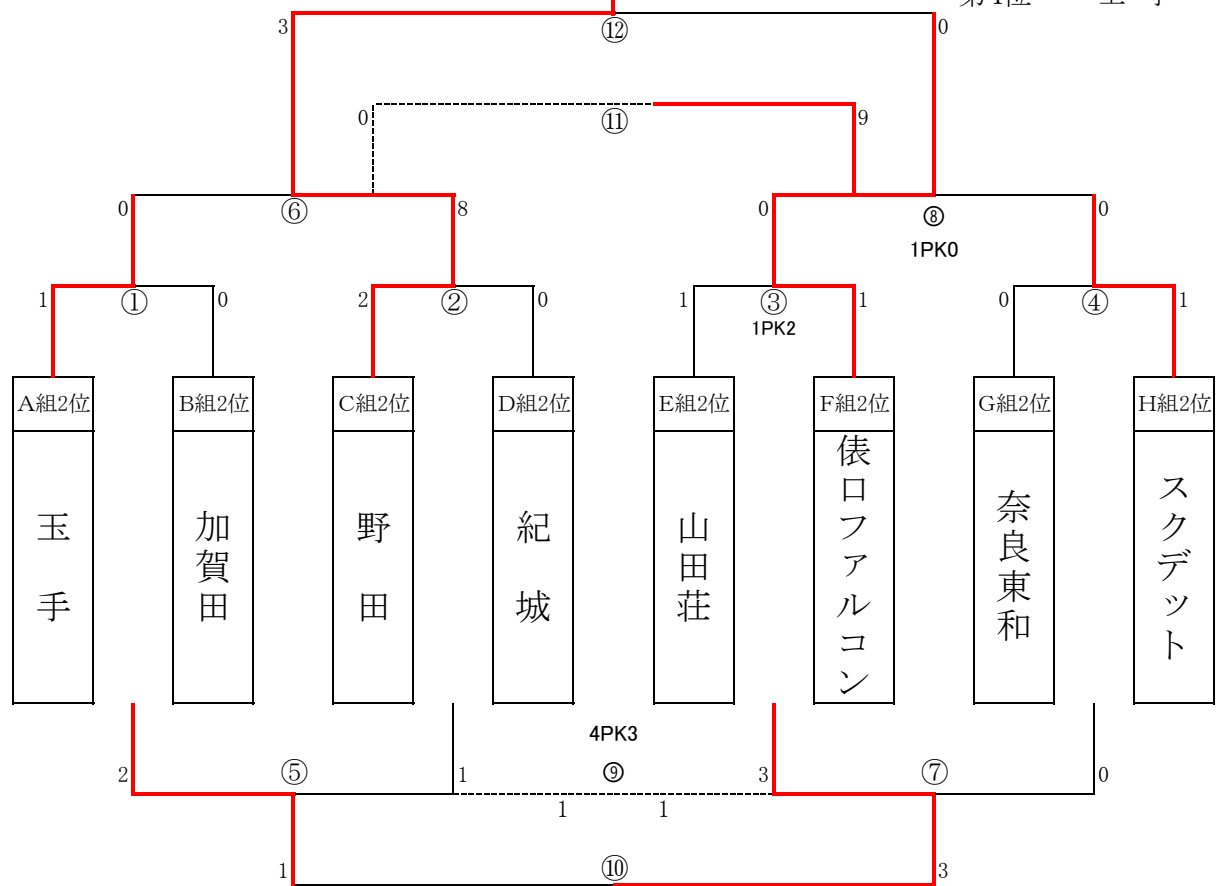 3
⑫
0
0
⑪
9
0
⑥
8
0
⑧
0
1PK0
1
①
0
2
②
0
1
③
1
0
④
1
1PK2
A組2位
B組2位
C組2位
D組2位
E組2位
F組2位
G組2位
H組2位
玉手
加賀田
野田
紀城
山田荘
俵口ファルコン
奈良東和
スクデット
4PK3
2
⑤
1
⑨
3
⑦
0
1
1
1
⑩
3